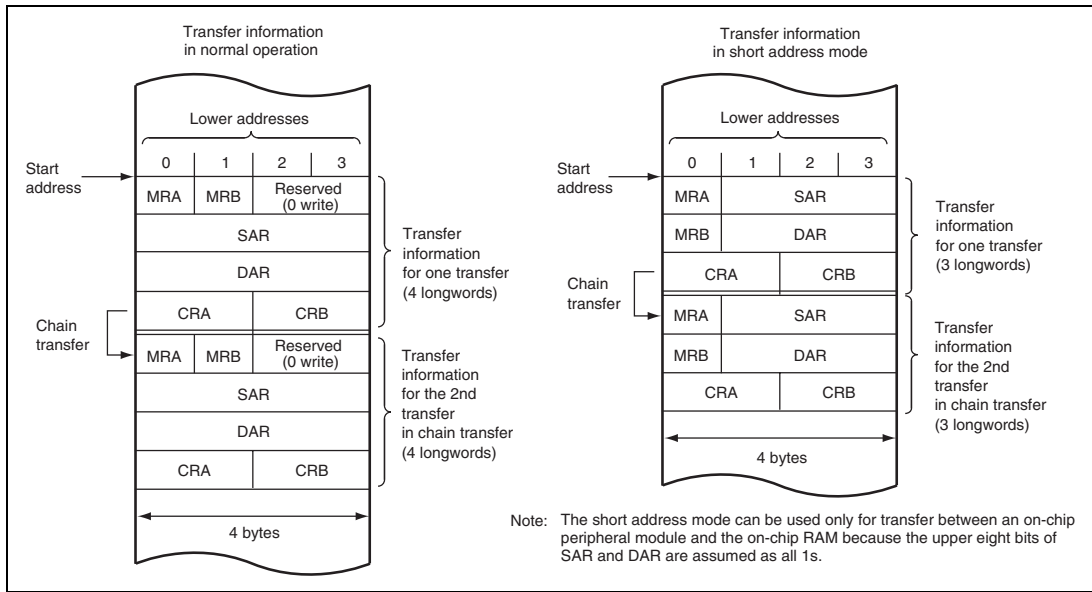 Transfer information
in normal operation
Lower addresses
0 1 2 3
Start
address
MRA MRB Reserved
(0 write)
SAR
DAR
CRA CRB
Transfer
information
for one transfer
(4 longwords)
Chain
transfer
MRA MRB Reserved
(0 write)
SAR
DAR
CRA CRB
Transfer
information
for the 2nd
transfer
in chain transfer
(4 longwords)
4 bytes
Transfer information
in short address mode
Lower addresses
0 1 2 3
Start
address
MRA SAR
MRB DAR
CRA CRB
Transfer
information
for one transfer
(3 longwords)
Chain
transfer
MRA SAR
MRB DAR
CRA CRB
Transfer
information
for the 2nd
transfer
in chain transfer
(3 longwords)
4 bytes
Note: The short address mode can be used only for transfer between an on-chip
peripheral module and the on-chip RAM because the upper eight bits of
SAR and DAR are assumed as all 1s.